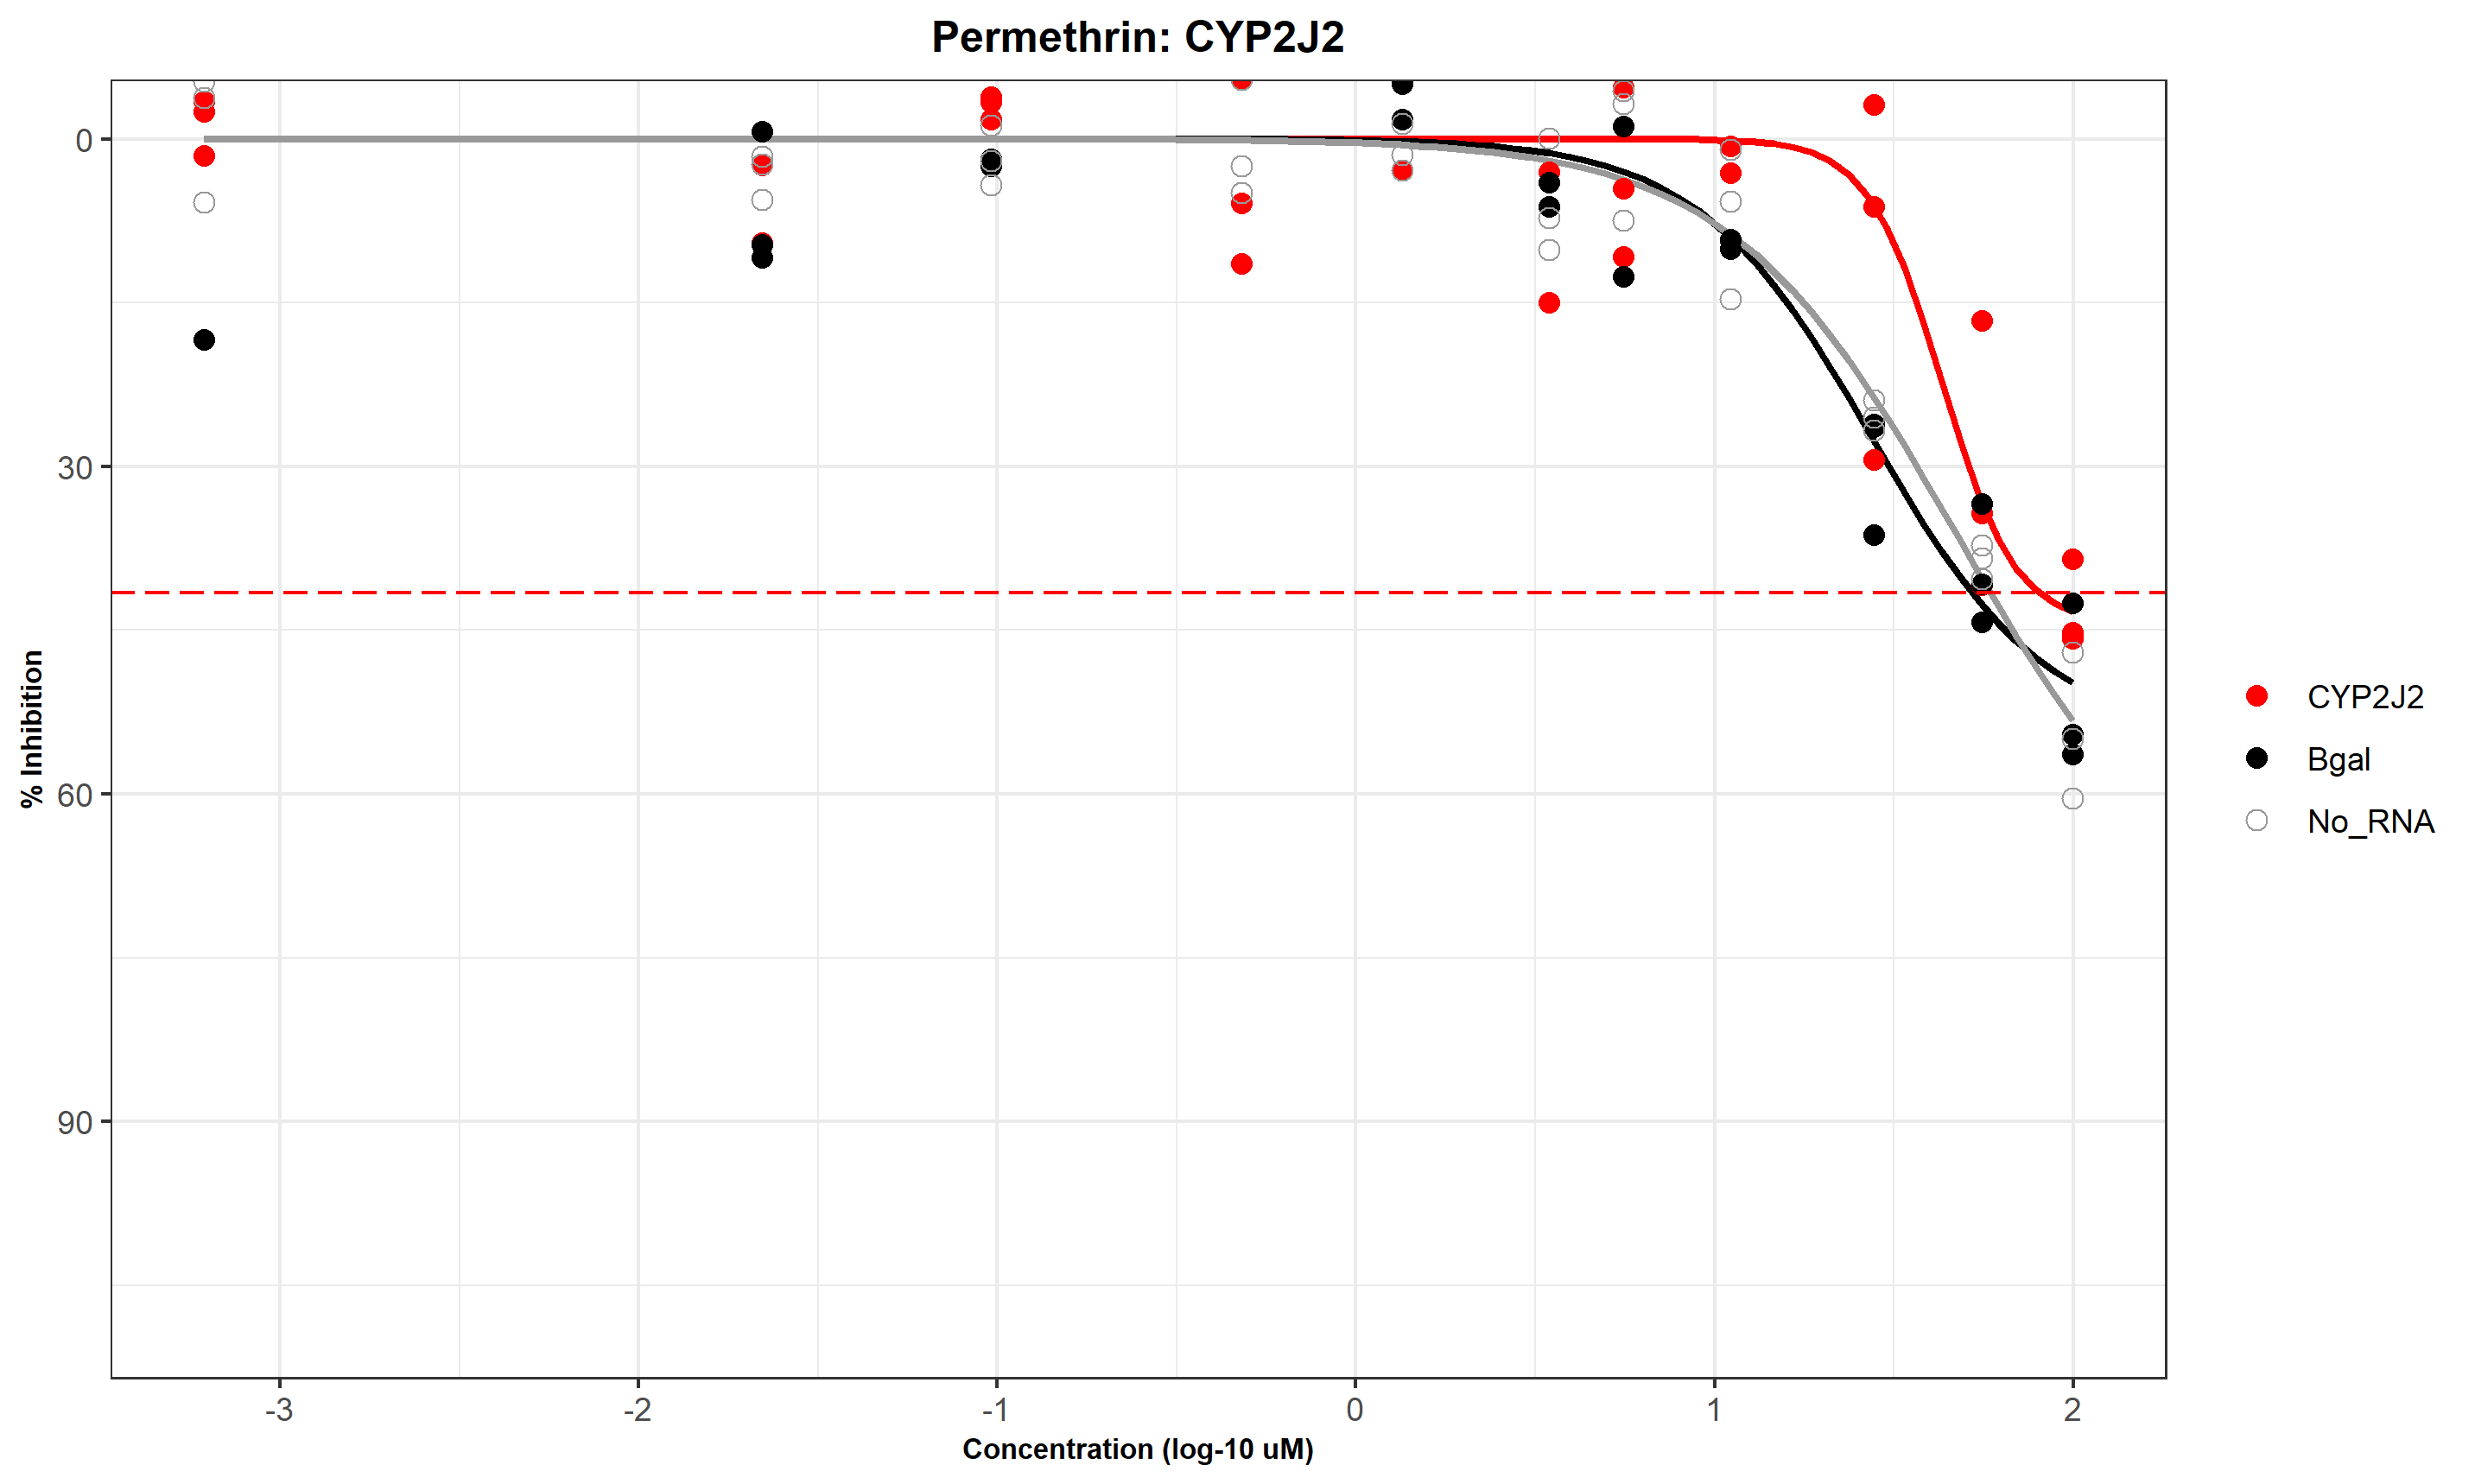 Permethrin: CYP2J2
% Inhibition
0
30
60
90
-3
-2
-1
0
1
2
Concentration (log-10 uM)
CYP2J2
Bgal
No_RNA